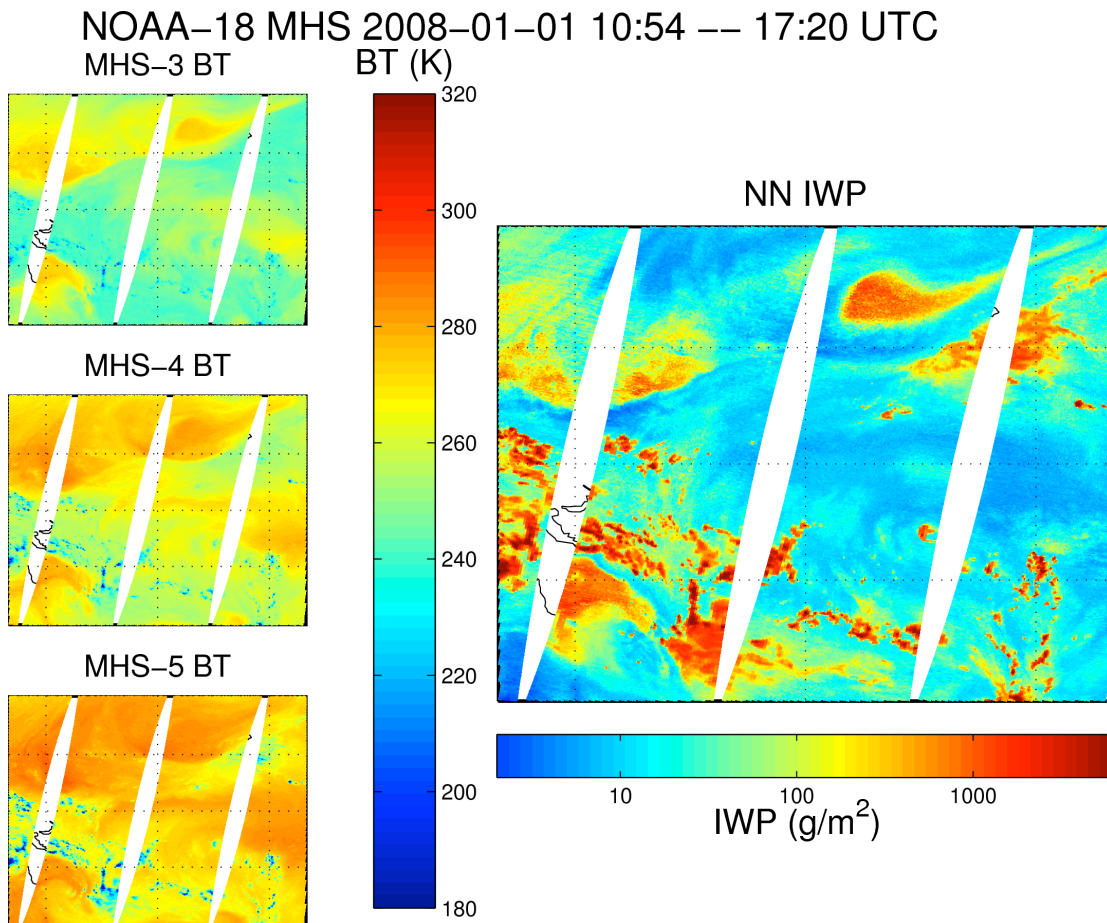 NOAA−18 MHS 2008−01−01 10:54 −− 17:20 UTC
MHS−3 BT
BT (K)
320
300
280
260
240
220
200
180
MHS−4 BT
MHS−5 BT
NN IWP
10
100
1000
IWP (g/m²)